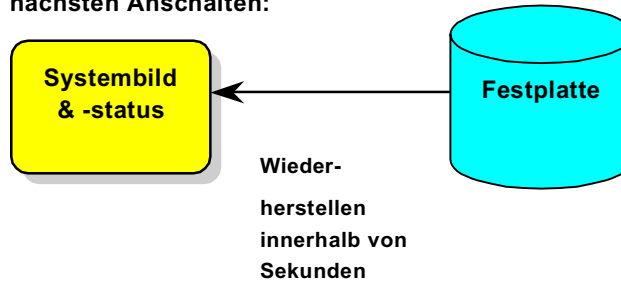 nächsten Anschalten:
Systembild
& -status
Festplatte
Wieder-
herstellen
innerhalb von
Sekunden